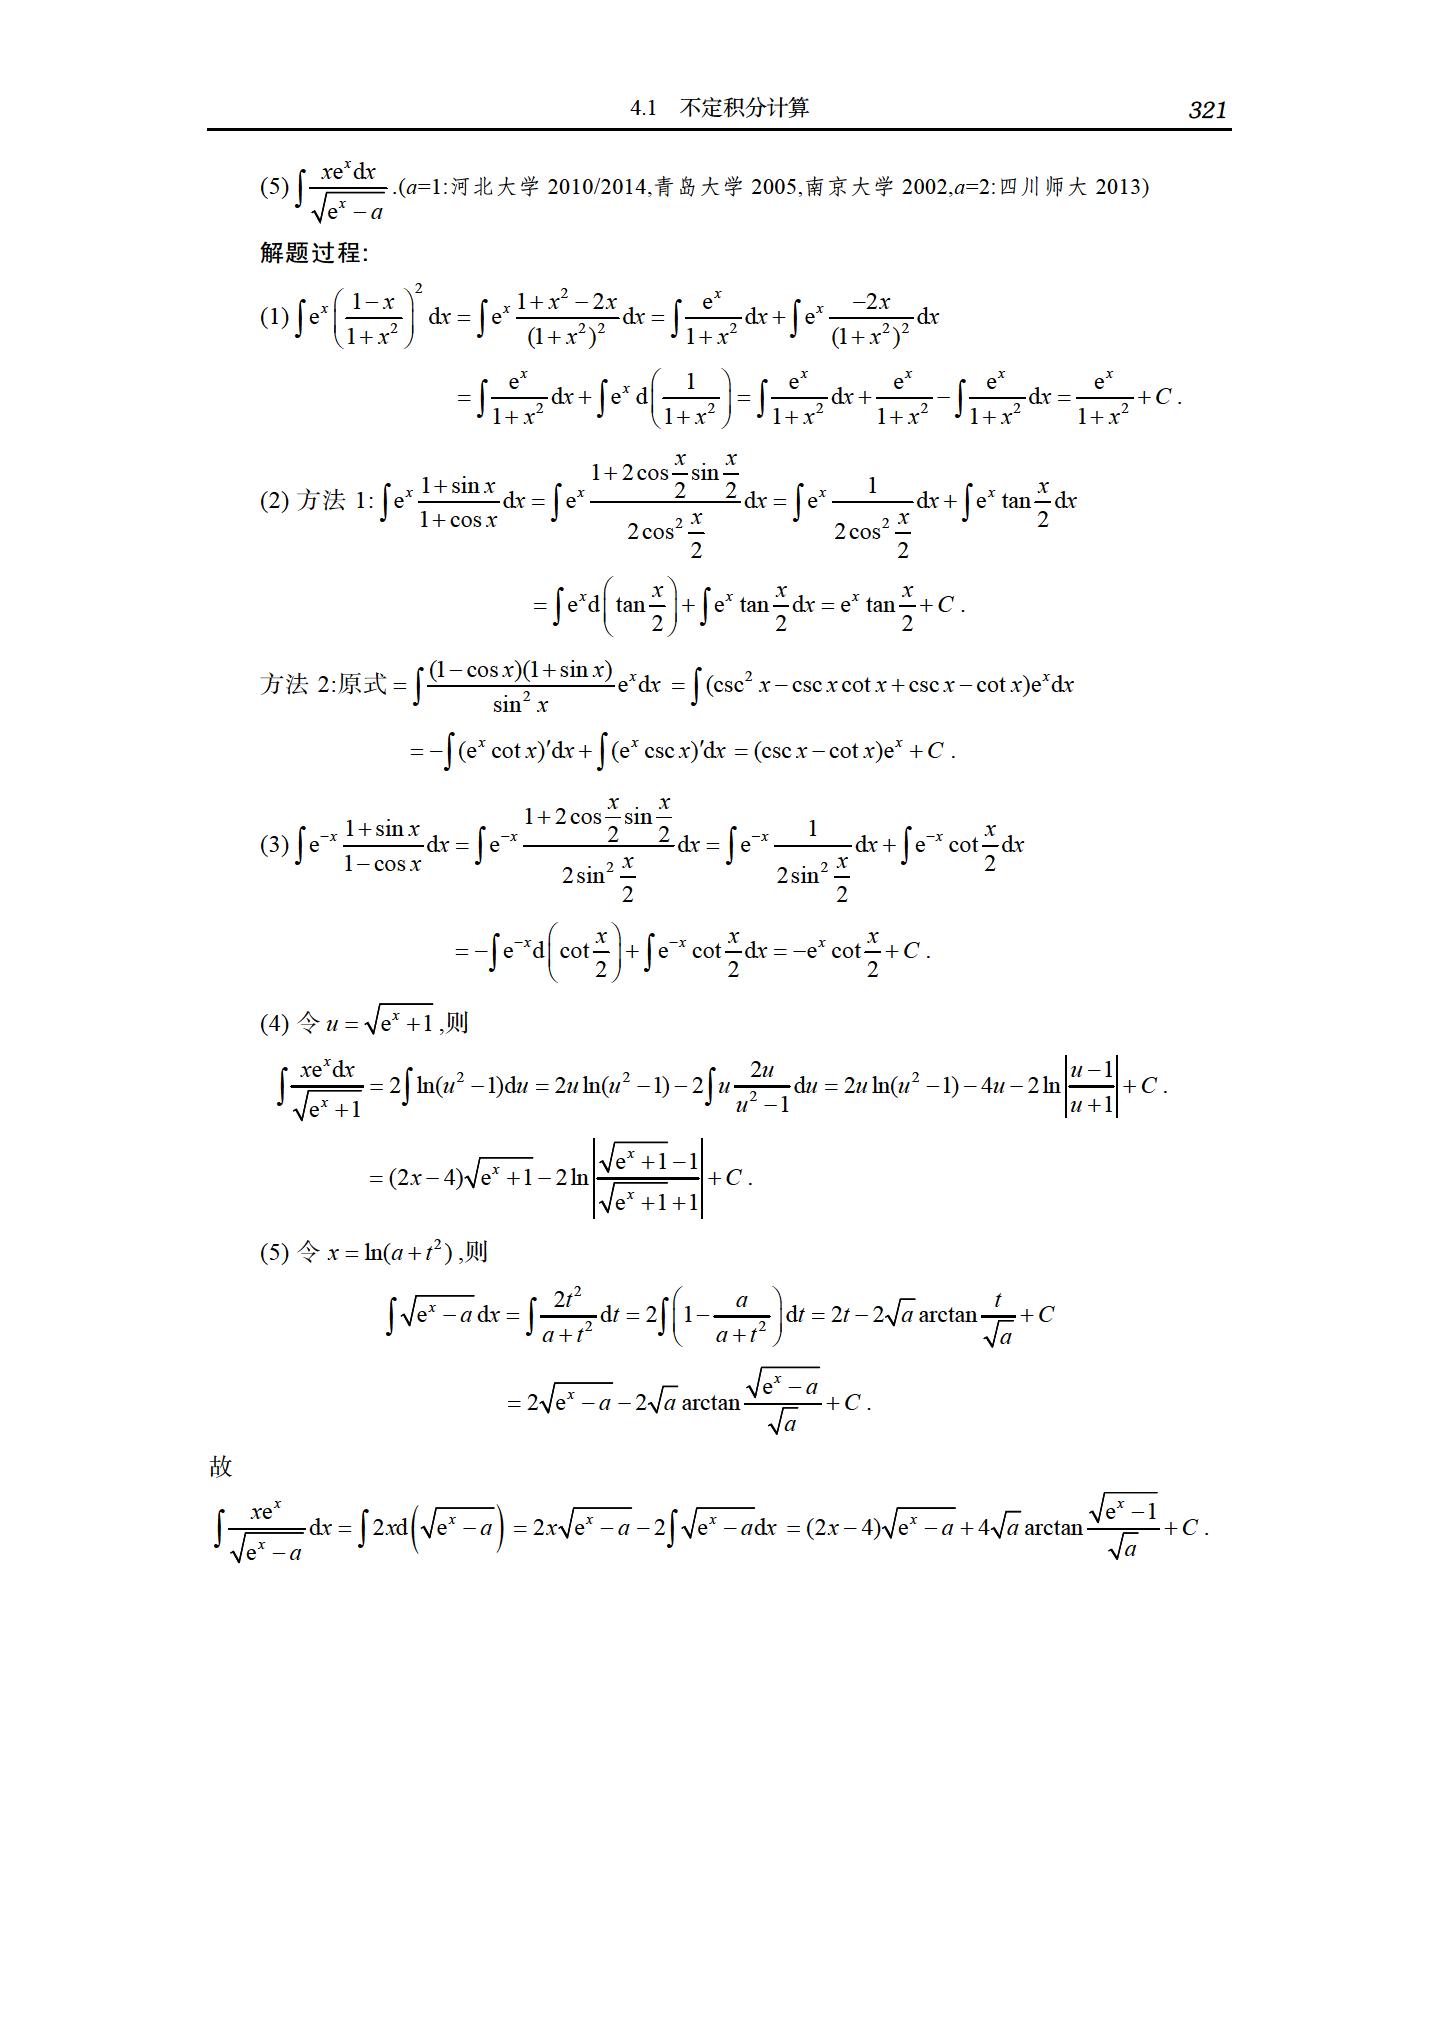 4.1 不定积分计算 321
(5) $\int \frac{xe^x dx}{\sqrt{e^x - a}}$.(a=1:河北大学 2010/2014,青岛大学 2005,南京大学 2002,a=2:四川师大 2013)
解题过程:
(1) $\int e^x \left( \frac{1-x}{1+x^2} \right)^2 dx = \int e^x \frac{1+x^2-2x}{(1+x^2)^2} dx = \int \frac{e^x}{1+x^2} dx + \int e^x \frac{-2x}{(1+x^2)^2} dx$
$= \int \frac{e^x}{1+x^2} dx + \int e^x d\left( \frac{1}{1+x^2} \right) = \int \frac{e^x}{1+x^2} dx + \frac{e^x}{1+x^2} - \int \frac{e^x}{1+x^2} dx = \frac{e^x}{1+x^2} + C$.
(2) 方法 1: $\int e^x \frac{1+\sin x}{1+\cos x} dx = \int e^x \frac{1+2\cos\frac{x}{2}\sin\frac{x}{2}}{2\cos^2\frac{x}{2}} dx = \int e^x \frac{1}{2\cos^2\frac{x}{2}} dx + \int e^x \tan\frac{x}{2} dx$
$= \int e^x d\left( \tan\frac{x}{2} \right) + \int e^x \tan\frac{x}{2} dx = e^x \tan\frac{x}{2} + C$.
方法 2:原式 $= \int \frac{(1-\cos x)(1+\sin x)}{\sin^2 x} e^x dx = \int (\csc^2 x - \csc x \cot x + \csc x - \cot x)e^x dx$
$= -\int (e^x \cot x)' dx + \int (e^x \csc x)' dx = (\csc x - \cot x)e^x + C$.
(3) $\int e^{-x} \frac{1+\sin x}{1-\cos x} dx = \int e^{-x} \frac{1+2\cos\frac{x}{2}\sin\frac{x}{2}}{2\sin^2\frac{x}{2}} dx = \int e^{-x} \frac{1}{2\sin^2\frac{x}{2}} dx + \int e^{-x} \cot\frac{x}{2} dx$
$= -\int e^{-x} d\left( \cot\frac{x}{2} \right) + \int e^{-x} \cot\frac{x}{2} dx = -e^x \cot\frac{x}{2} + C$.
(4) 令 $u = \sqrt{e^x + 1}$,则
$\int \frac{xe^x dx}{\sqrt{e^x + 1}} = 2\int \ln(u^2 - 1) du = 2u\ln(u^2 - 1) - 2\int u \frac{2u}{u^2 - 1} du = 2u\ln(u^2 - 1) - 4u - 2\ln\left| \frac{u-1}{u+1} \right| + C$.
$= (2x - 4)\sqrt{e^x + 1} - 2\ln\left| \frac{\sqrt{e^x + 1} - 1}{\sqrt{e^x + 1} + 1} \right| + C$.
(5) 令 $x = \ln(a + t^2)$,则
$\int \sqrt{e^x - a}\, dx = \int \frac{2t^2}{a + t^2} dt = 2\int \left( 1 - \frac{a}{a + t^2} \right) dt = 2t - 2\sqrt{a} \arctan\frac{t}{\sqrt{a}} + C$
$= 2\sqrt{e^x - a} - 2\sqrt{a} \arctan\frac{\sqrt{e^x - a}}{\sqrt{a}} + C$.
故
$\int \frac{xe^x}{\sqrt{e^x - a}} dx = \int 2x d\left( \sqrt{e^x - a} \right) = 2x\sqrt{e^x - a} - 2\int \sqrt{e^x - a} dx = (2x - 4)\sqrt{e^x - a} + 4\sqrt{a} \arctan\frac{\sqrt{e^x - 1}}{\sqrt{a}} + C$.